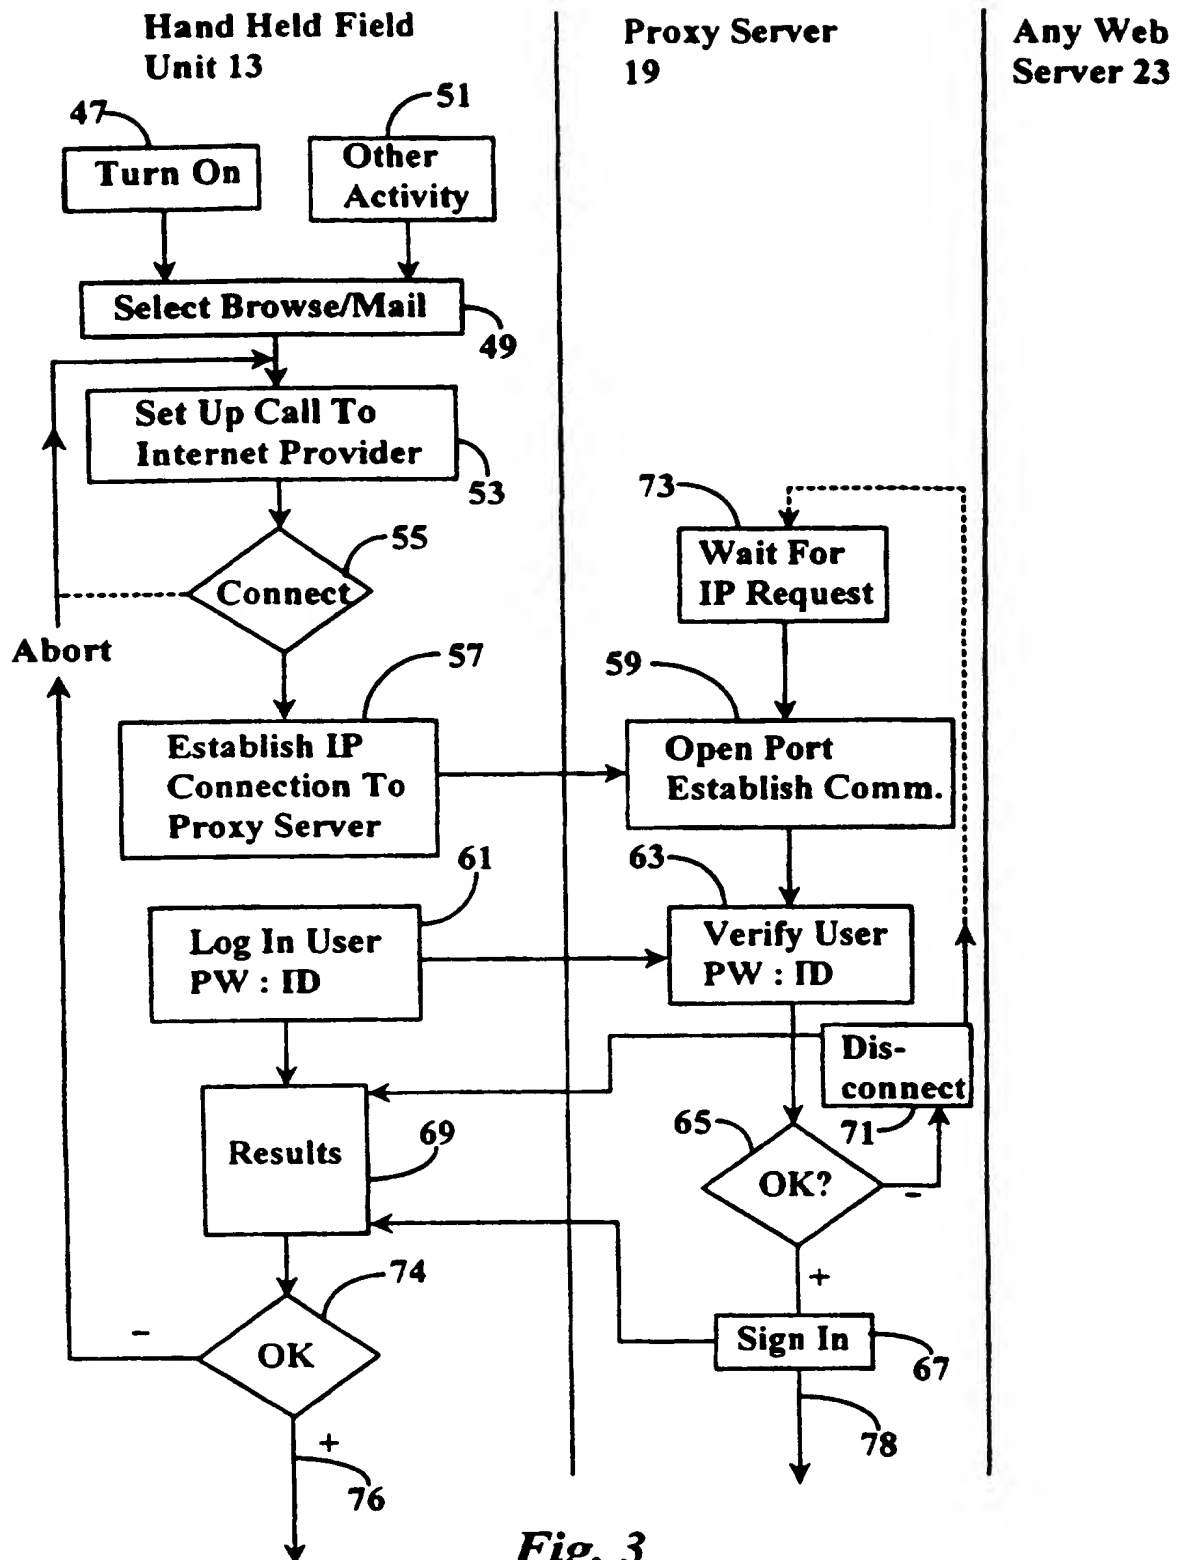 Hand Held Field
Unit 13
Proxy Server
19
Any Web
Server 23
47
51
Turn On
Other
Activity
Select Browse/Mail
49
Set Up Call To
Internet Provider
53
73
55
Wait For
IP Request
Connect
Abort
57
59
Establish IP
Connection To
Proxy Server
Open Port
Establish Comm.
61
63
Log In User
PW : ID
Verify User
PW : ID
Dis-
connect
71
65
Results
69
OK?
-
+
74
OK
-
Sign In
67
78
+
76
Fig. 3